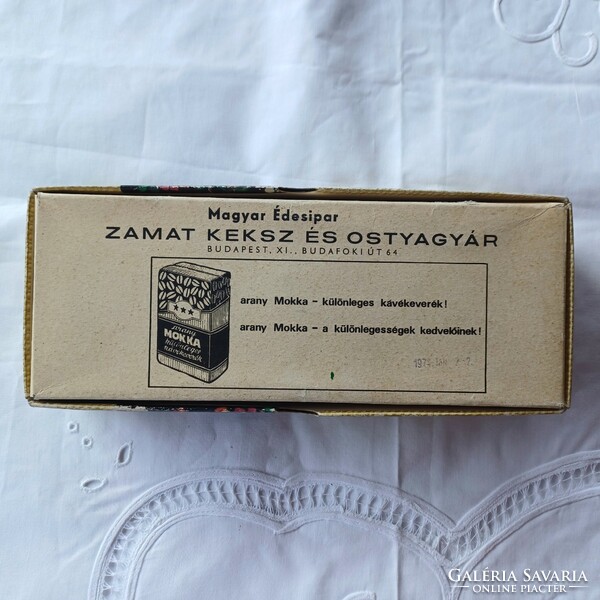 Magyar Édesipar
ZAMAT KEKSZ ÉS OSTYAGYÁR
BUDAPEST, XI., BUDAFOKI ÚT 64
arany Mokka – különleges kávékeverék!
arany Mokka – a különlegességek kedvelőinek!
arany
MOKKA
különleges
kávékeverék
GALÉRIA SAVARIA
ONLINE PIACTÉR